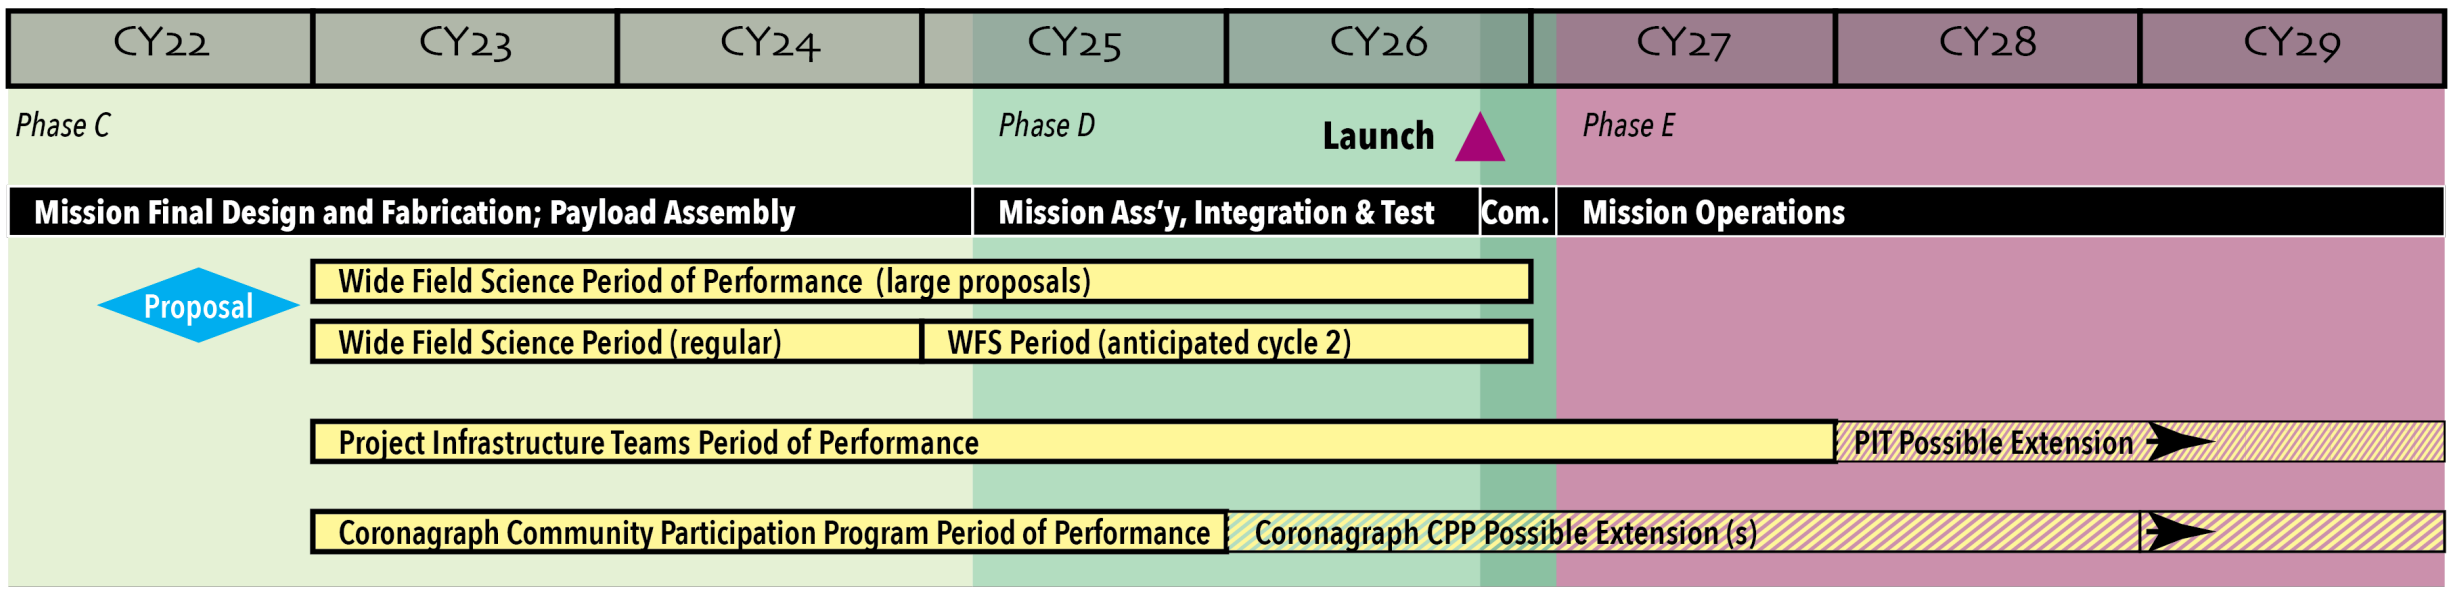 CY22 CY23 CY24 CY25 CY26 CY27 CY28 CY29
Phase C Phase D Launch Phase E
Mission Final Design and Fabrication; Payload Assembly Mission Ass’y, Integration & Test Com. Mission Operations
Wide Field Science Period of Performance (large proposals)
Proposal
Wide Field Science Period (regular) WFS Period (anticipated cycle 2)
Project Infrastructure Teams Period of Performance PIT Possible Extension
Coronagraph Community Participation Program Period of Performance Coronagraph CPP Possible Extension (s)